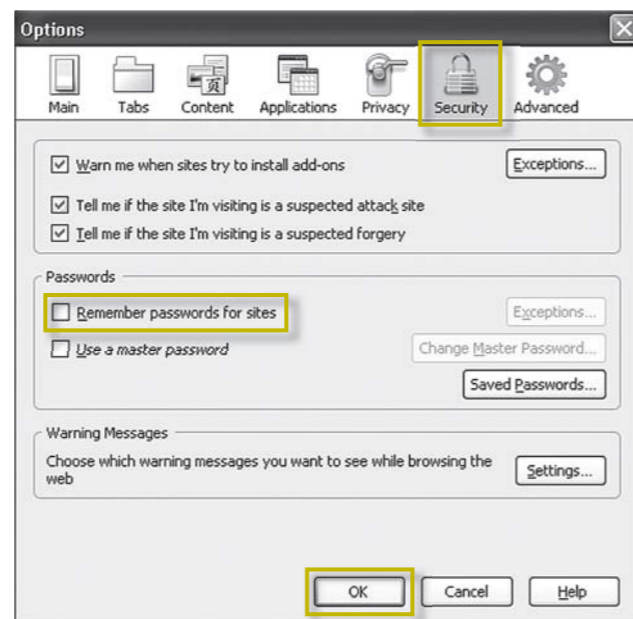 Options
Main Tabs Content Applications Privacy Security Advanced
Warn me when sites try to install add-ons Exceptions...
Tell me if the site I'm visiting is a suspected attack site
Tell me if the site I'm visiting is a suspected forgery
Passwords
Remember passwords for sites Exceptions...
Use a master password Change Master Password...
Saved Passwords...
Warning Messages
Choose which warning messages you want to see while browsing the
web
Settings...
OK Cancel Help